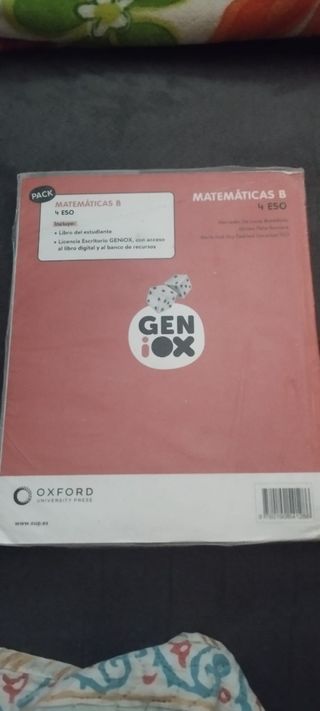 PACK
MATEMÁTICAS B
4 ESO
Incluye:
• Libro del estudiante
• Licencia Escritorio GENiOX, con acceso
al libro digital y al banco de recursos
MATEMÁTICAS B
4 ESO
GEN
iOX
OXFORD
UNIVERSITY PRESS
www.oup.es